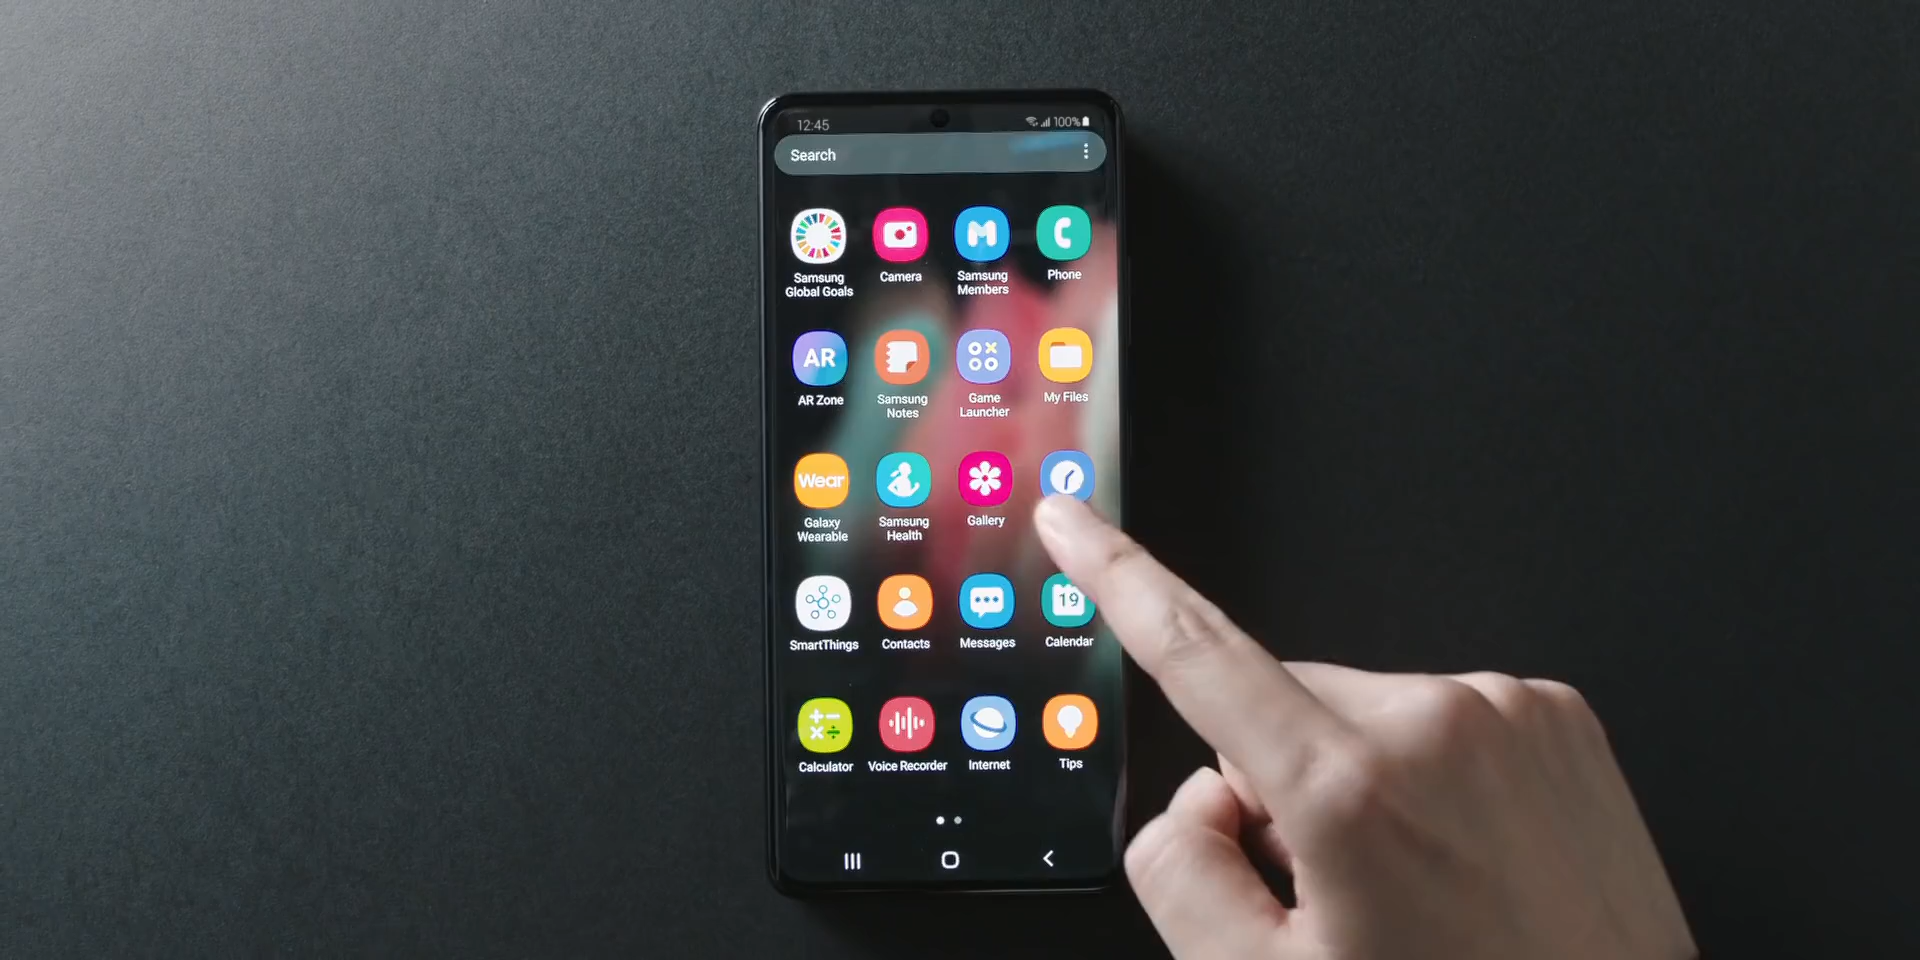 12:45
100%
Search
Samsung
Global Goals
Camera
Samsung
Members
Phone
AR
AR Zone
Samsung
Notes
Game
Launcher
My Files
Wear
Galaxy
Wearable
Samsung
Health
Gallery
SmartThings
Contacts
Messages
19
Calendar
Calculator
Voice Recorder
Internet
Tips